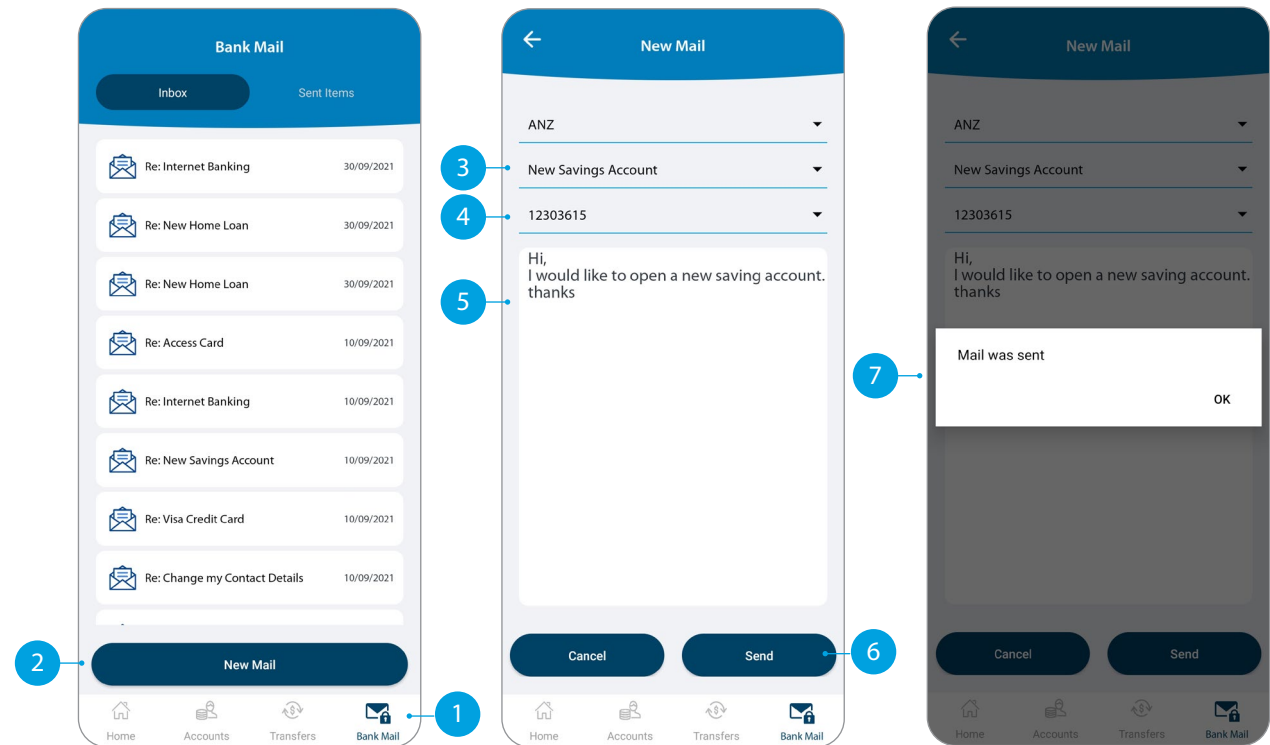 Bank Mail
Inbox
Sent Items
Re: Internet Banking 30/09/2021
Re: New Home Loan 30/09/2021
Re: New Home Loan 30/09/2021
Re: Access Card 10/09/2021
Re: Internet Banking 10/09/2021
Re: New Savings Account 10/09/2021
Re: Visa Credit Card 10/09/2021
Re: Change my Contact Details 10/09/2021
2
New Mail
Home Accounts Transfers Bank Mail
1
New Mail
ANZ
3
New Savings Account
4
12303615
5
Hi,
I would like to open a new saving account.
thanks
Cancel
Send
6
Home Accounts Transfers Bank Mail
New Mail
ANZ
New Savings Account
12303615
Hi,
I would like to open a new saving account.
thanks
7
Mail was sent
OK
Cancel
Send
Home Accounts Transfers Bank Mail